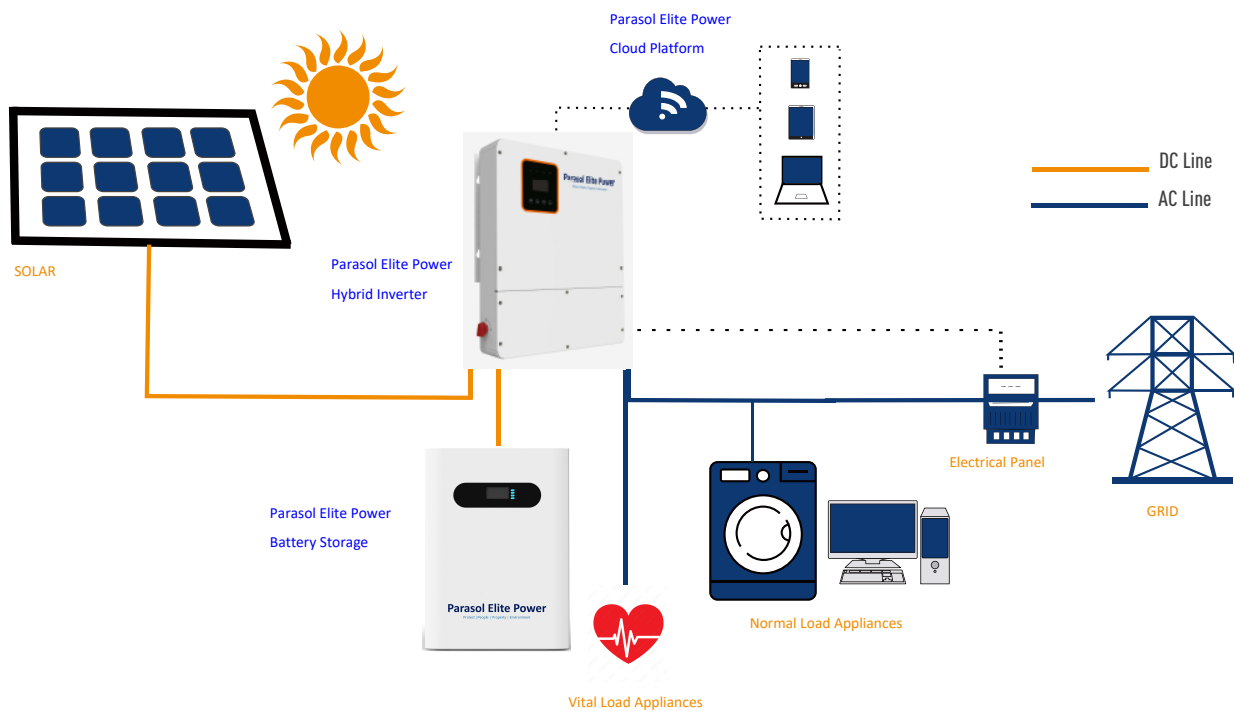 Parasol Elite Power
Cloud Platform
DC Line
AC Line
Parasol Elite Power
SOLAR
Parasol Elite Power
Hybrid Inverter
Electrical Panel
GRID
Parasol Elite Power
Battery Storage
Parasol Elite Power
Normal Load Appliances
Vital Load Appliances